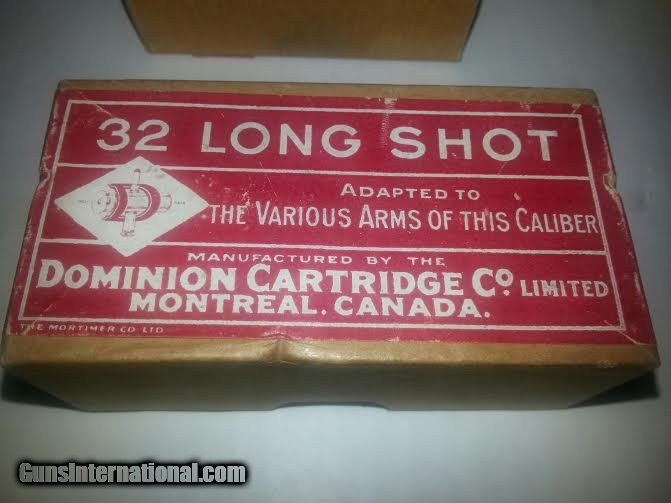 32 LONG SHOT
ADAPTED TO
THE VARIOUS ARMS OF THIS CALIBER
MANUFACTURED BY THE
DOMINION CARTRIDGE CO. LIMITED
MONTREAL. CANADA.
THE MORTIMER CO LTD
GunsInternational.com